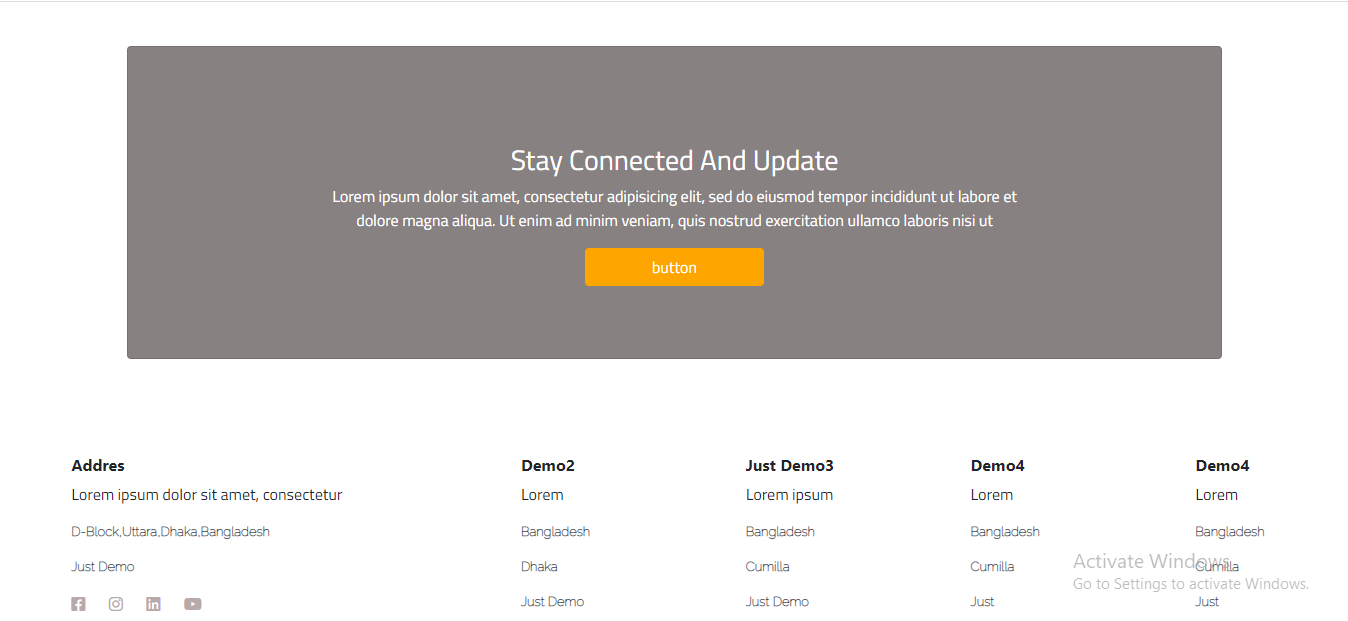 Stay Connected And Update
Lorem ipsum dolor sit amet, consectetur adipisicing elit, sed do eiusmod tempor incididunt ut labore et
dolore magna aliqua. Ut enim ad minim veniam, quis nostrud exercitation ullamco laboris nisi ut
button
Addres
Lorem ipsum dolor sit amet, consectetur
D-Block,Uttara,Dhaka,Bangladesh
Just Demo
Demo2
Lorem
Bangladesh
Dhaka
Just Demo
Just Demo3
Lorem ipsum
Bangladesh
Cumilla
Just Demo
Demo4
Lorem
Bangladesh
Cumilla
Just
Demo4
Lorem
Bangladesh
Cumilla
Just
Activate Windows
Go to Settings to activate Windows.